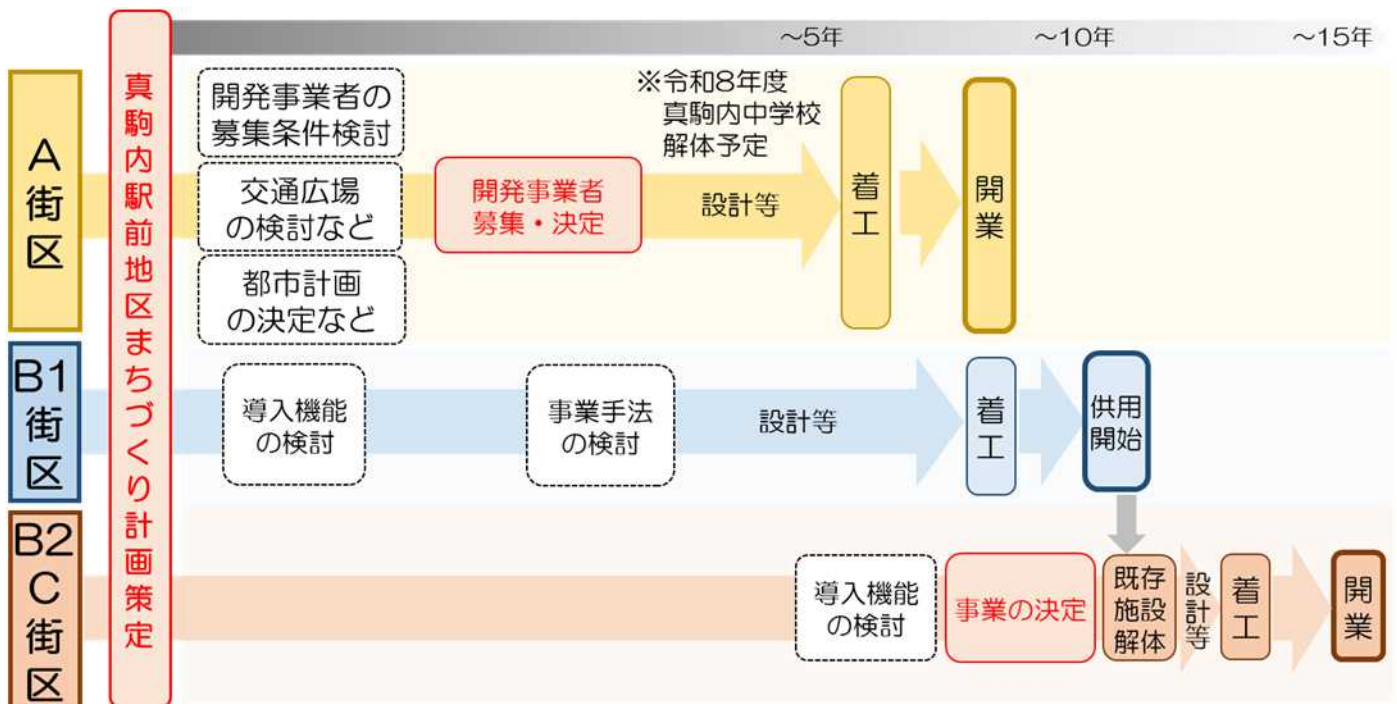 ～5年
～10年
～15年
真駒内駅前地区まちづくり計画策定
A
街
区
開発事業者の
募集条件検討
交通広場
の検討など
都市計画
の決定など
開発事業者
募集・決定
※令和8年度
真駒内中学校
解体予定
設計等
着工
開業
B1
街
区
導入機能
の検討
事業手法
の検討
設計等
着工
供用
開始
B2
C
街
区
導入機能
の検討
事業の決定
既存
施設
解体
設計等
着工
開業